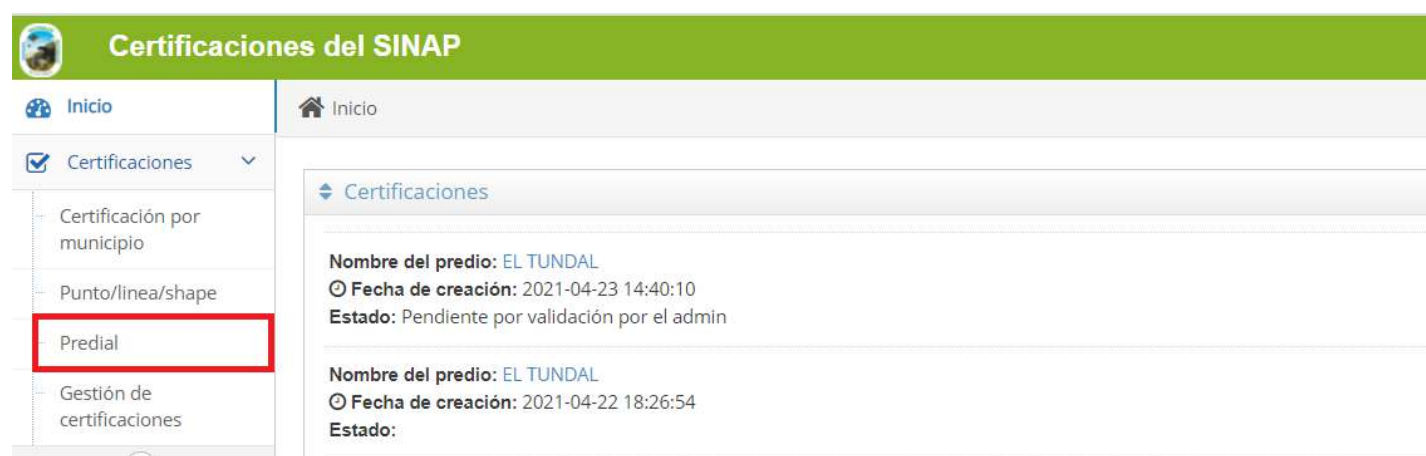 Certificaciones del SINAP
Inicio
Inicio
Certificaciones
Certificación por
municipio
Punto/linea/shape
Predial
Gestión de
certificaciones
Certificaciones
Nombre del predio: EL TUNDAL
Fecha de creación: 2021-04-23 14:40:10
Estado: Pendiente por validación por el admin
Nombre del predio: EL TUNDAL
Fecha de creación: 2021-04-22 18:26:54
Estado: